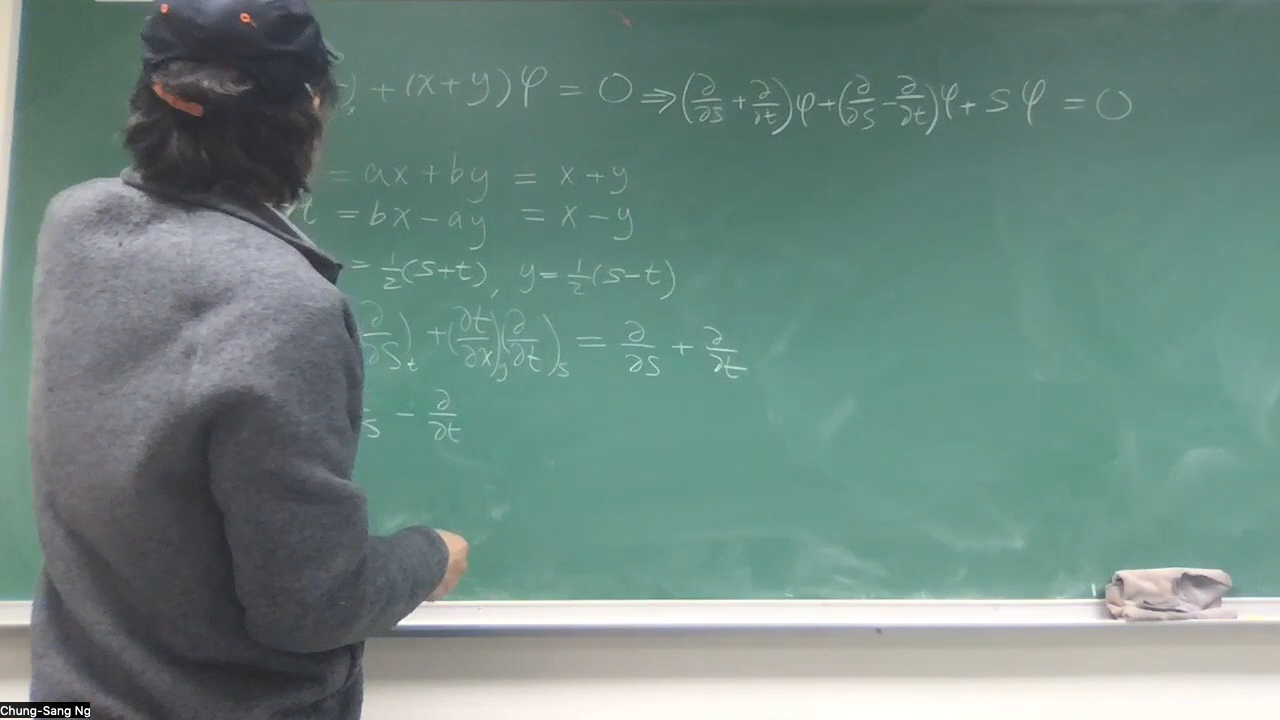 + (x+y)φ = 0 ⇒ (∂/∂s + ∂/∂t)φ + (∂/∂s - ∂/∂t)φ + sφ = 0
= ax + by = x + y
t = bx - ay = x - y
= 1/2(s+t), y = 1/2(s-t)
∂/∂s)_t + (∂t/∂x)_y(∂/∂t)_s = ∂/∂s + ∂/∂t
s - ∂/∂t
Chung-Sang Ng